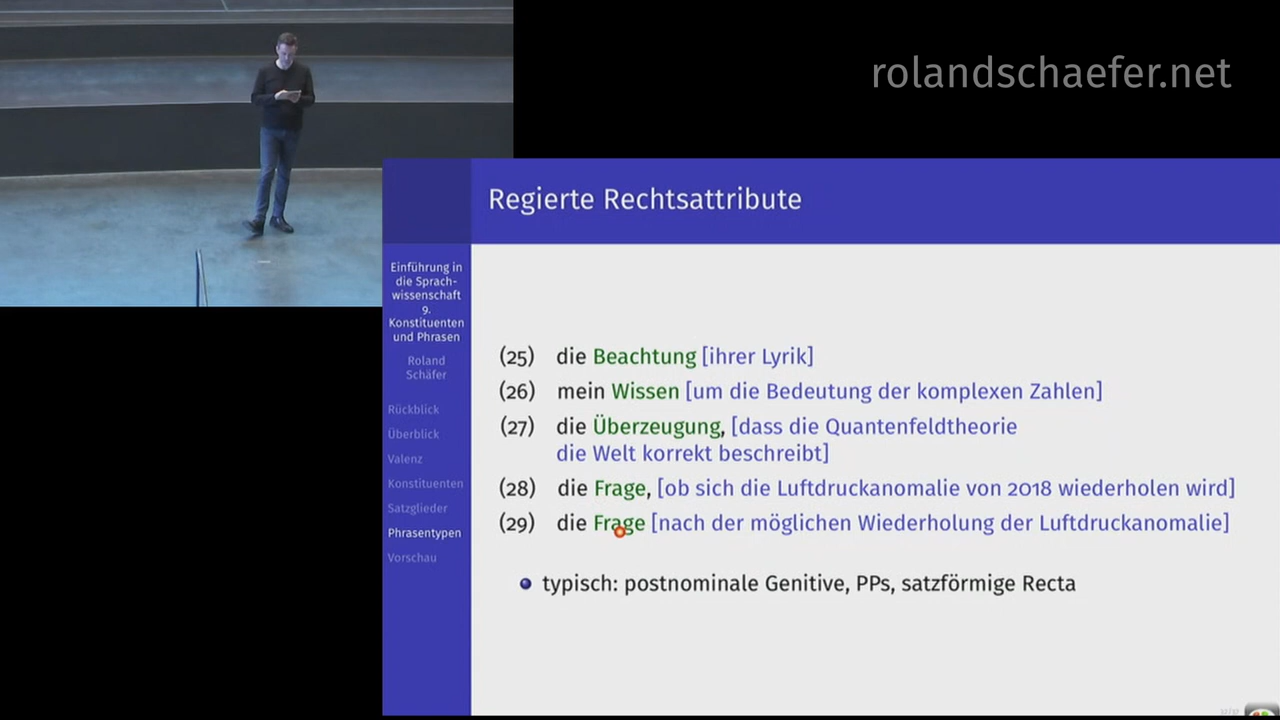 rolandschaefer.net
Regierte Rechtsattribute
Einführung in
die Sprach-
wissenschaft
9.
Konstituenten
und Phrasen
Roland
Schäfer
Rückblick
Überblick
Valenz
Konstituenten
Satzglieder
Phrasentypen
Vorschau
(25) die Beachtung [ihrer Lyrik]
(26) mein Wissen [um die Bedeutung der komplexen Zahlen]
(27) die Überzeugung, [dass die Quantenfeldtheorie
die Welt korrekt beschreibt]
(28) die Frage, [ob sich die Luftdruckanomalie von 2018 wiederholen wird]
(29) die Frage [nach der möglichen Wiederholung der Luftdruckanomalie]
typisch: postnominale Genitive, PPs, satzförmige Recta